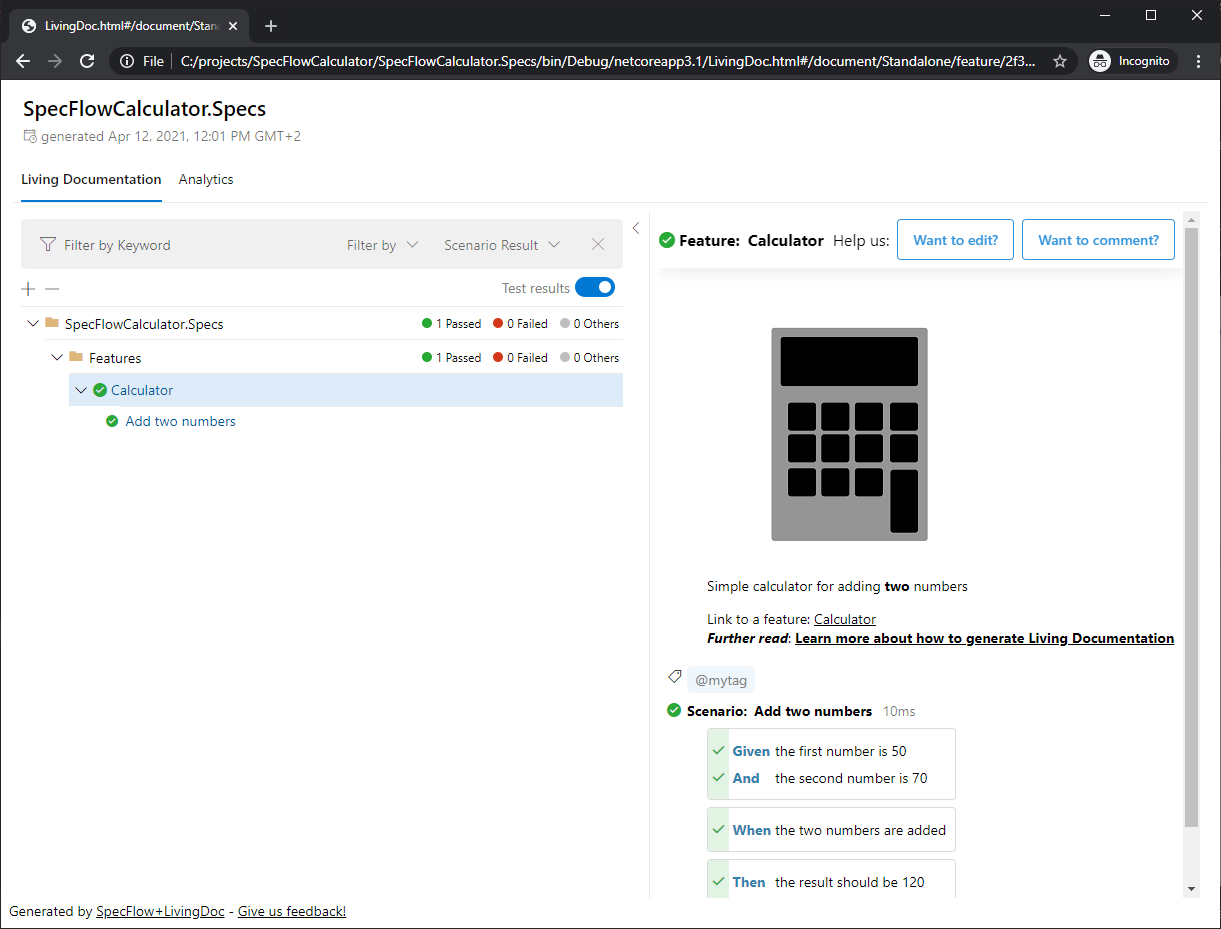 LivingDoc.html#/document/Stan
File
C:/projects/SpecFlowCalculator/SpecFlowCalculator.Specs/bin/Debug/netcoreapp3.1/LivingDoc.html#/document/Standalone/feature/2f3...
Incognito
SpecFlowCalculator.Specs
generated Apr 12, 2021, 12:01 PM GMT+2
Living Documentation Analytics
Filter by Keyword Filter by Scenario Result
Test results
SpecFlowCalculator.Specs 1 Passed 0 Failed 0 Others
Features 1 Passed 0 Failed 0 Others
Calculator
Add two numbers
Feature: Calculator Help us: Want to edit? Want to comment?
Simple calculator for adding two numbers
Link to a feature: Calculator
Further read: Learn more about how to generate Living Documentation
@mytag
Scenario: Add two numbers 10ms
Given the first number is 50
And the second number is 70
When the two numbers are added
Then the result should be 120
Generated by SpecFlow+LivingDoc - Give us feedback!